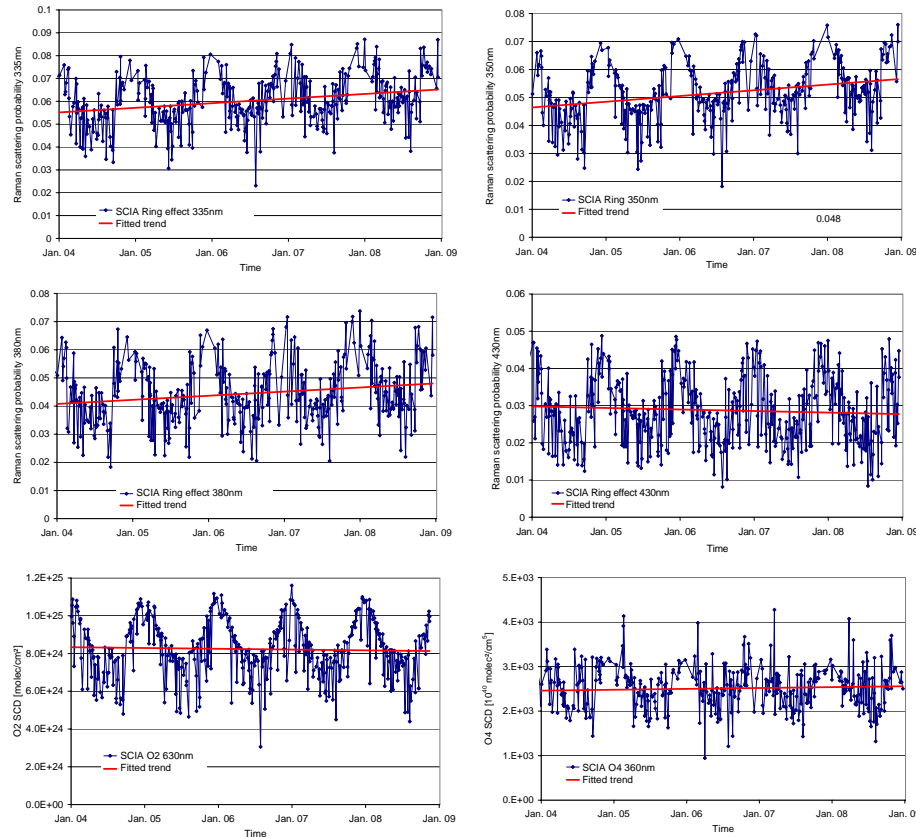 0.1
0.09
0.08
0.07
0.06
0.05
0.04
0.03
0.02
0.01
0
Raman scattering probability 335nm
SCIA Ring effect 335nm
Fitted trend
Jan. 04 Jan. 05 Jan. 06 Jan. 07 Jan. 08 Jan. 09
Time
0.08
0.07
0.06
0.05
0.04
0.03
0.02
0.01
0
Raman scattering probability 350nm
SCIA Ring 350nm
Fitted trend
0.048
Jan. 04 Jan. 05 Jan. 06 Jan. 07 Jan. 08 Jan. 09
Time
0.08
0.07
0.06
0.05
0.04
0.03
0.02
0.01
0
Raman scattering probability 380nm
SCIA Ring effect 380nm
Fitted trend
Jan. 04 Jan. 05 Jan. 06 Jan. 07 Jan. 08 Jan. 09
Time
0.06
0.05
0.04
0.03
0.02
0.01
0
Raman scattering probability 430nm
SCIA Ring effect 430nm
Fitted trend
Jan. 04 Jan. 05 Jan. 06 Jan. 07 Jan. 08 Jan. 09
Time
1.2E+25
1.0E+25
8.0E+24
6.0E+24
4.0E+24
2.0E+24
0.0E+00
O2 SCD [molec/cm²]
SCIA O2 630nm
Fitted trend
Jan. 04 Jan. 05 Jan. 06 Jan. 07 Jan. 08 Jan. 09
Time
5.E+03
4.E+03
3.E+03
2.E+03
1.E+03
0.E+00
O4 SCD [10⁴⁰ molec²/cm⁵]
SCIA O4 360nm
Fitted trend
Jan. 04 Jan. 05 Jan. 06 Jan. 07 Jan. 08 Jan. 09
Time